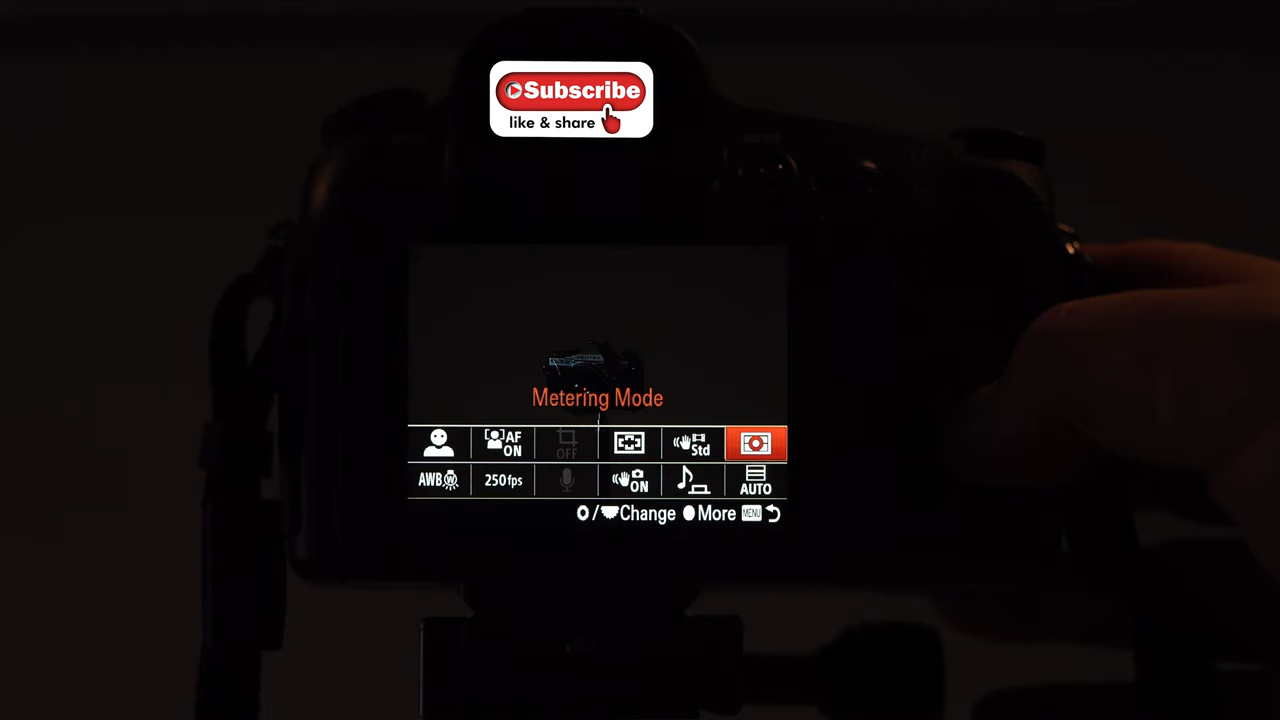 Subscribe
like & share
Metering Mode
AF ON
OFF
Std
AWB W
250fps
ON
AUTO
/ Change More MENU